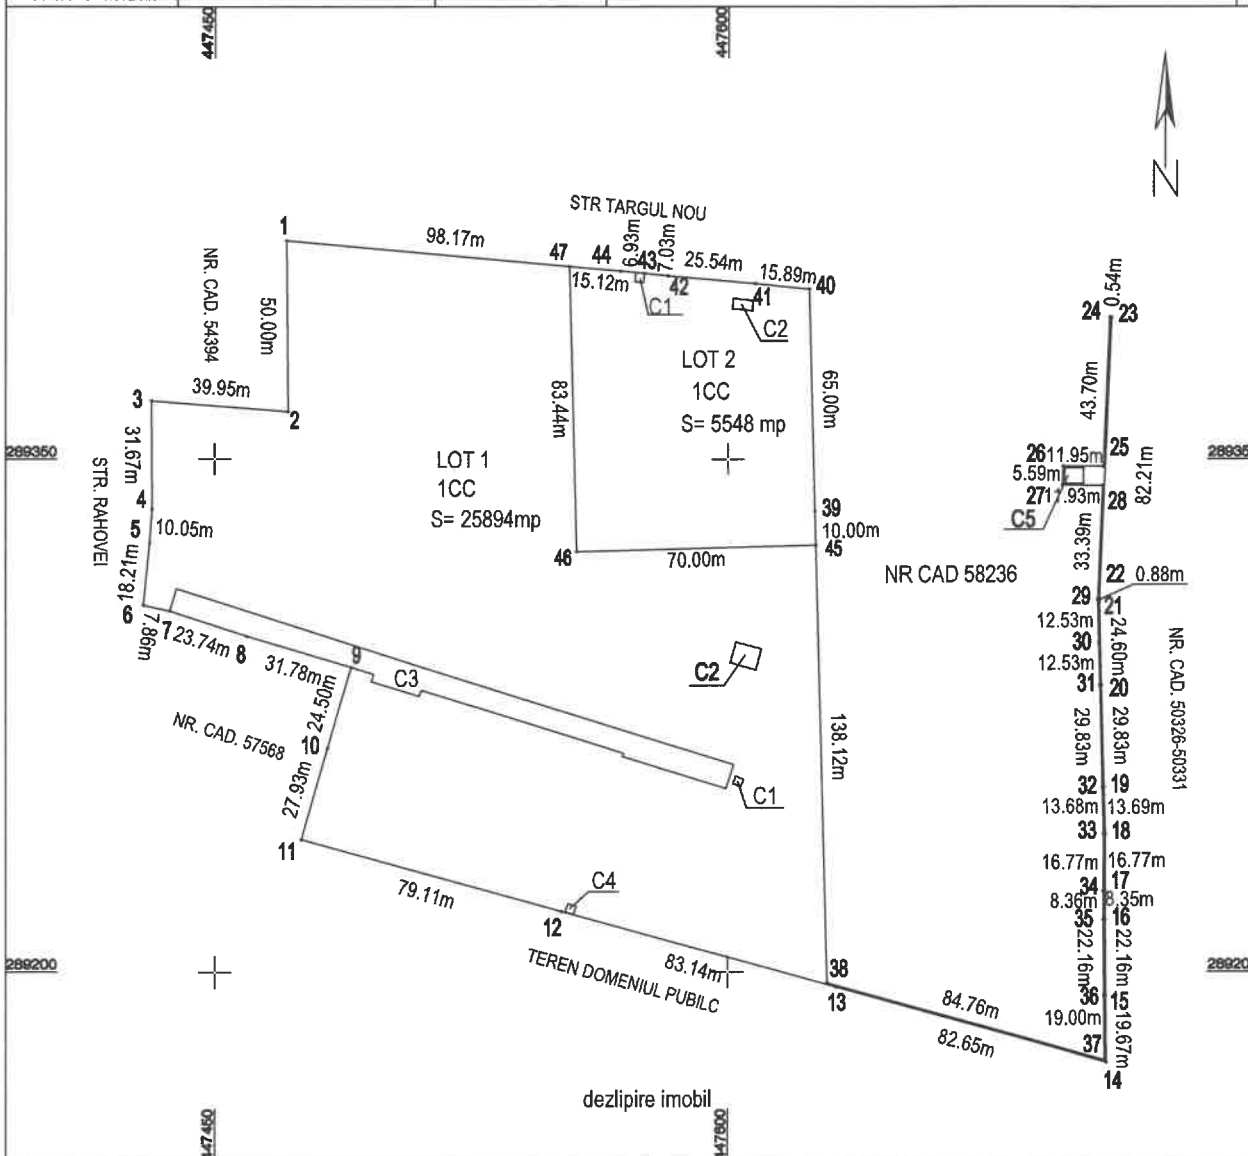 447450
447600
STR TARGUL NOU
1
98.17m
47
44
6.93m
43
7.03m
42
25.54m
15.89m
40
15.12m
C1
41
C2
0.54m
24
23
NR. CAD. 54394
50.00m
LOT 2
1CC
S= 5548 mp
65.00m
43.70m
3
39.95m
2
83.44m
31.67m
289350
LOT 1
1CC
S= 25894mp
26
11.95m
25
5.59m
27
28
82.21m
C5
STR. RAHOVEI
4
5
10.05m
39
10.00m
45
33.39m
46
70.00m
NR CAD 58236
22
0.88m
18.21m
6
7.86m
7
23.74m
8
31.78m
9
C3
29
21
12.53m
30
24.60m
12.53m
31
20
C2
24.50m
NR. CAD. 57568
10
27.93m
138.12m
29.83m
29.83m
NR. CAD. 50326-50331
C1
32
19
13.68m
13.69m
33
18
11
16.77m
16.77m
79.11m
C4
34
17
8.36m
8.35m
35
16
12
22.16m
22.16m
TEREN DOMENIUL PUBILC
83.14m
38
13
289200
84.76m
82.65m
36
15
19.00m
19.67m
37
14
dezlipire imobil
447450
447600